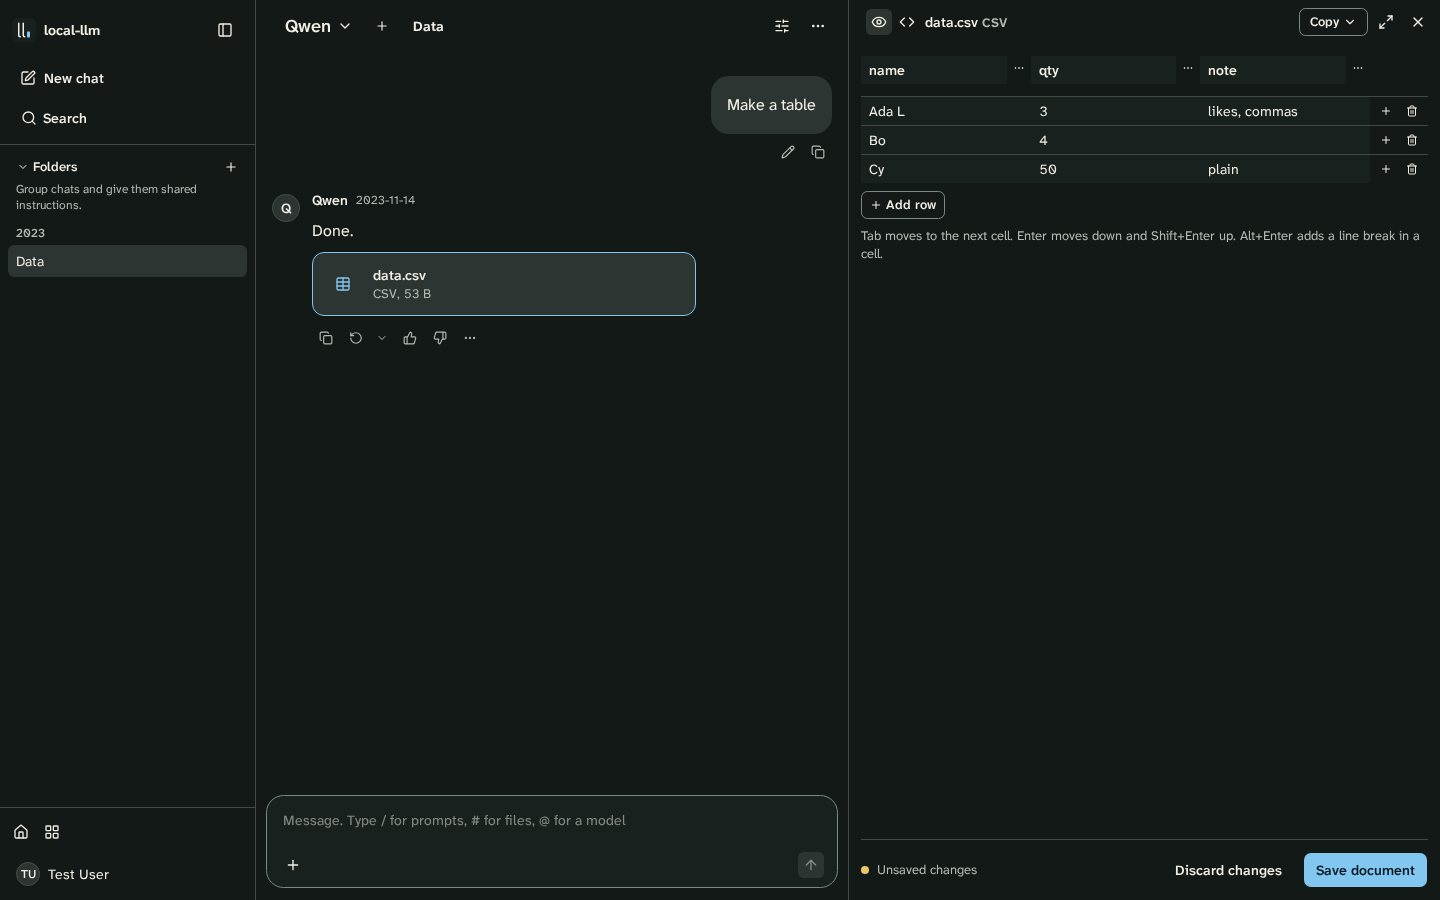 local-llm
New chat
Search
Folders
Group chats and give them shared
instructions.
2023
Data
TU Test User
Qwen
Data
Make a table
Q Qwen 2023-11-14
Done.
data.csv
CSV, 53 B
Message. Type / for prompts, # for files, @ for a model
data.csv CSV
Copy
name qty note
Ada L 3 likes, commas
Bo 4
Cy 50 plain
Add row
Tab moves to the next cell. Enter moves down and Shift+Enter up. Alt+Enter adds a line break in a
cell.
Unsaved changes
Discard changes
Save document